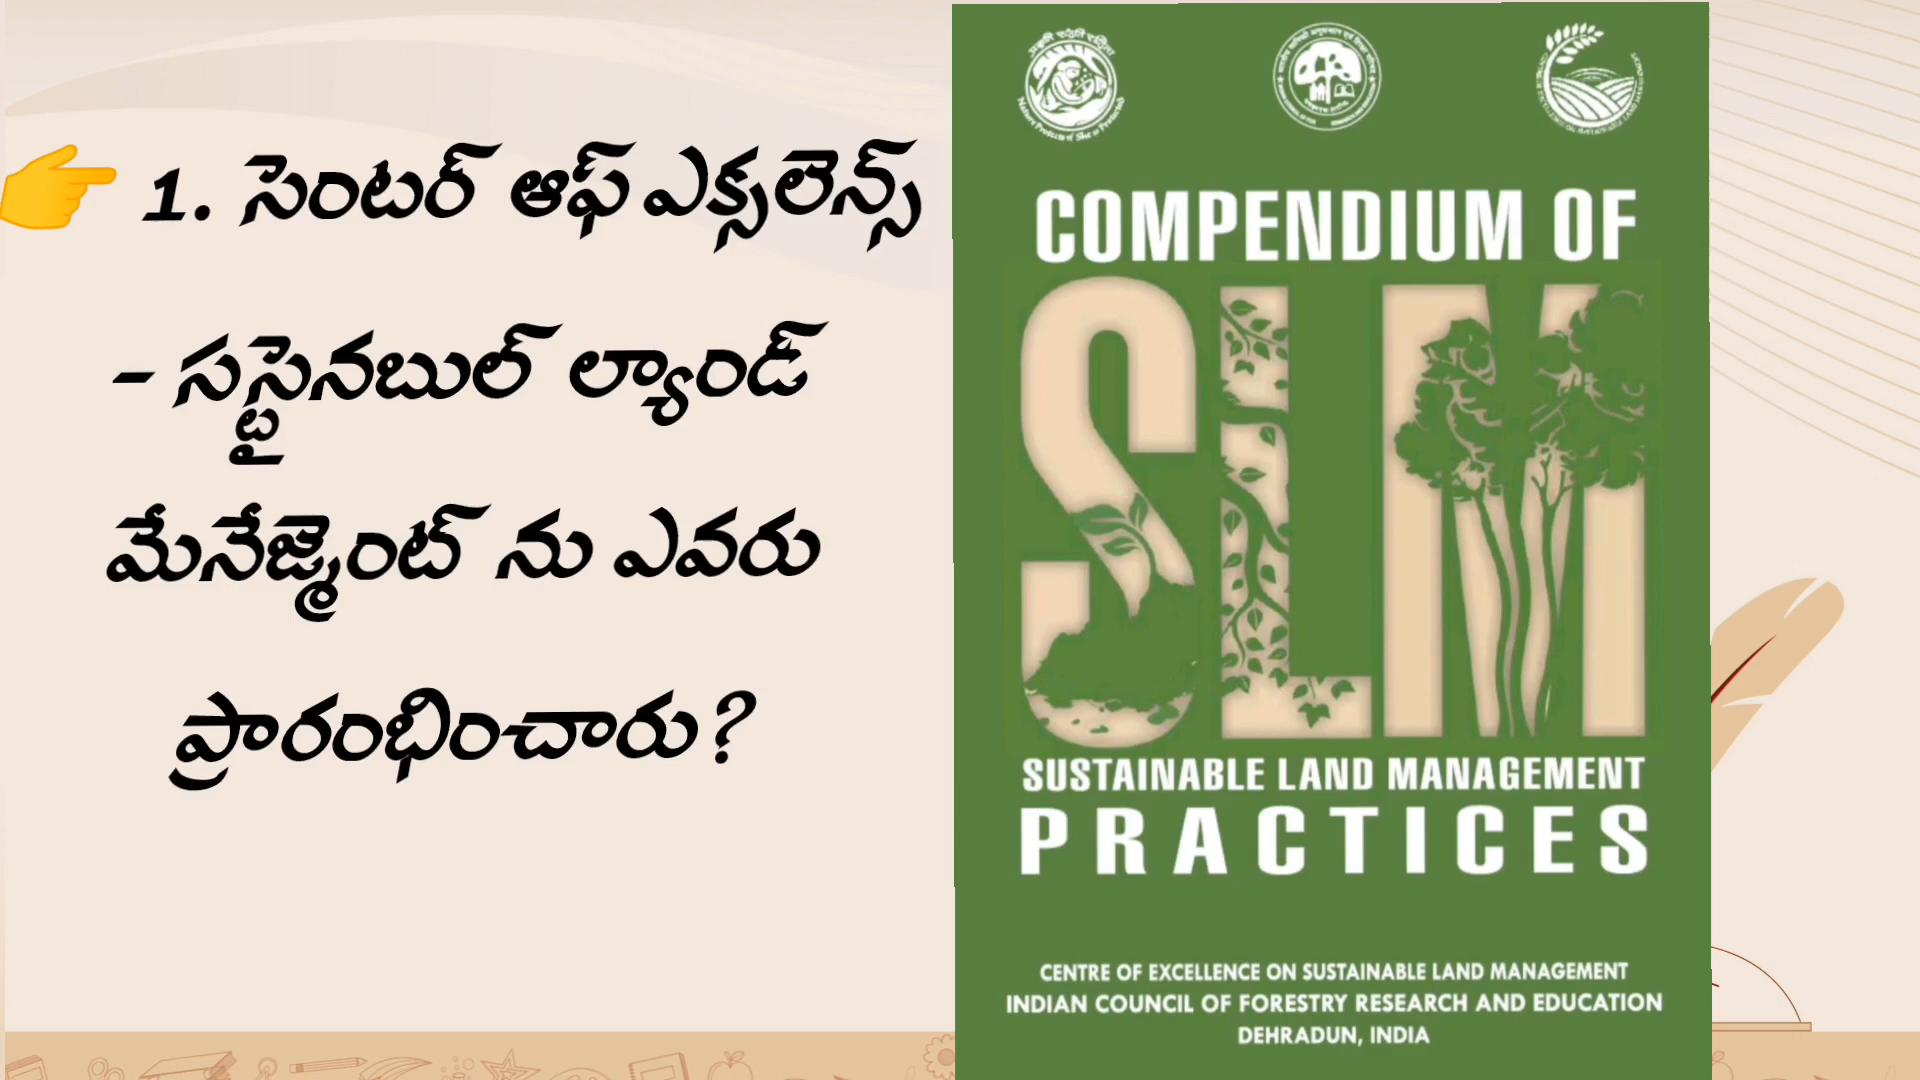 1. సెంటర్ ఆఫ్ ఎక్సలెన్స్
- సస్టైనబుల్ ల్యాండ్
మేనేజ్మెంట్ ను ఎవరు
ప్రారంభించారు?
COMPENDIUM OF
SLM
SUSTAINABLE LAND MANAGEMENT
PRACTICES
CENTRE OF EXCELLENCE ON SUSTAINABLE LAND MANAGEMENT
INDIAN COUNCIL OF FORESTRY RESEARCH AND EDUCATION
DEHRADUN, INDIA